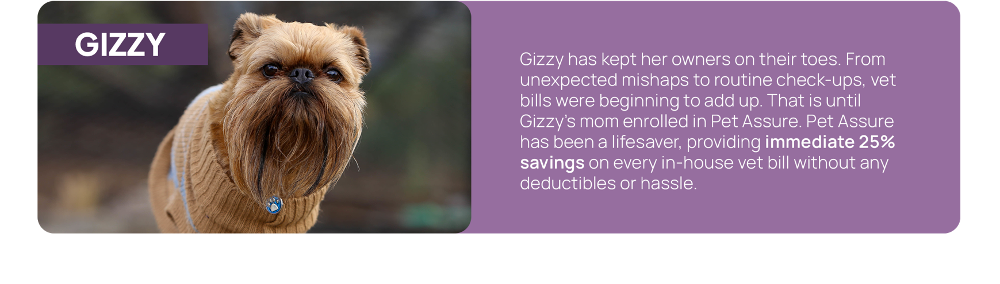 GIZZY
Gizzy has kept her owners on their toes. From
unexpected mishaps to routine check-ups, vet
bills were beginning to add up. That is until
Gizzy’s mom enrolled in Pet Assure. Pet Assure
has been a lifesaver, providing immediate 25%
savings on every in-house vet bill without any
deductibles or hassle.